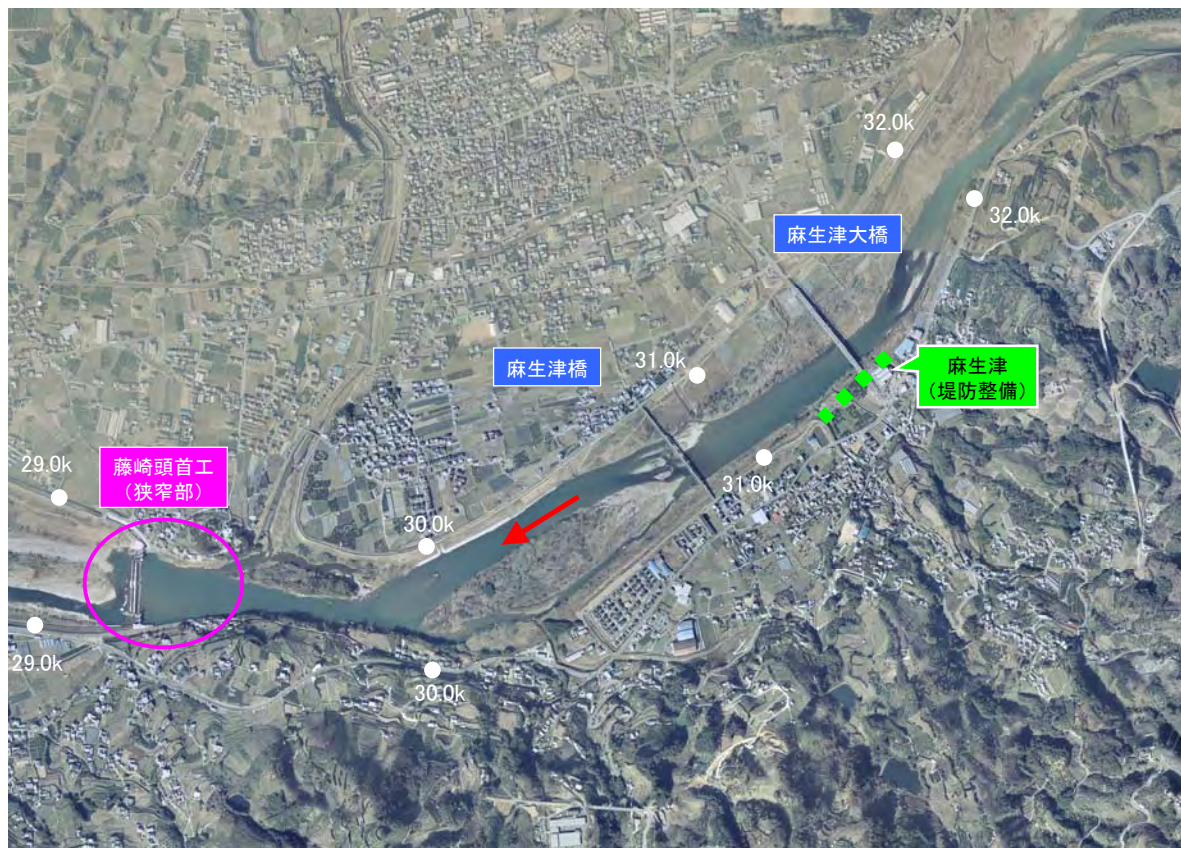 32.0k
32.0k
麻生津大橋
麻生津橋
31.0k
麻生津
（堤防整備）
29.0k
藤崎頭首工
（狭窄部）
31.0k
30.0k
29.0k
30.0k